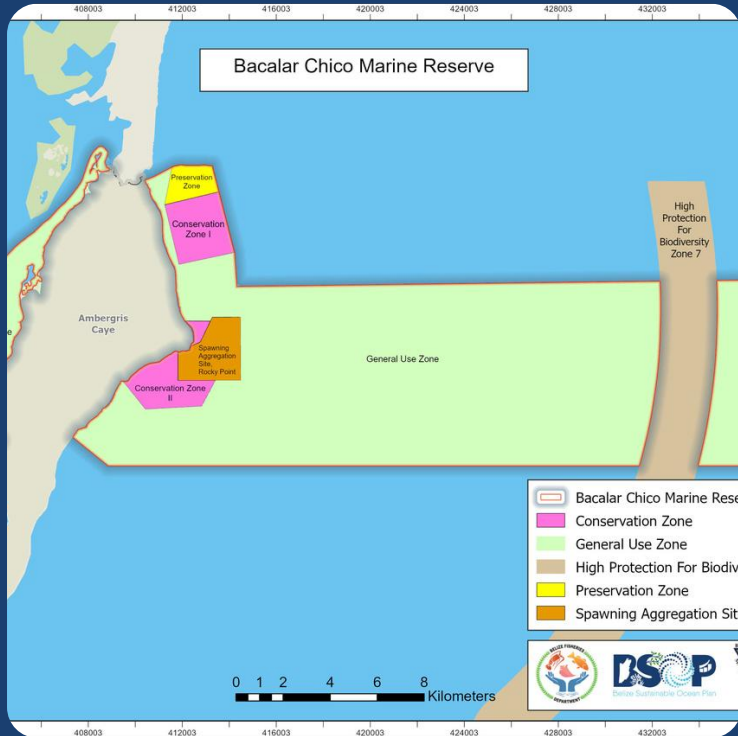 408003 412003 416003 420003 424003 428003 432003
Bacalar Chico Marine Reserve
Preservation
Zone
Conservation
Zone I
High
Protection
For
Biodiversity
Zone 7
Ambergris
Caye
e
Spawning
Aggregation
Site,
Rocky Point
General Use Zone
Conservation Zone
II
Bacalar Chico Marine Rese
Conservation Zone
General Use Zone
High Protection For Biodiv
Preservation Zone
Spawning Aggregation Sit
0 1 2 4 6 8
Kilometers
BELIZE FISHERIES
DEPARTMENT
BSOP
Belize Sustainable Ocean Plan
408003 412003 416003 420003 424003 428003 432003